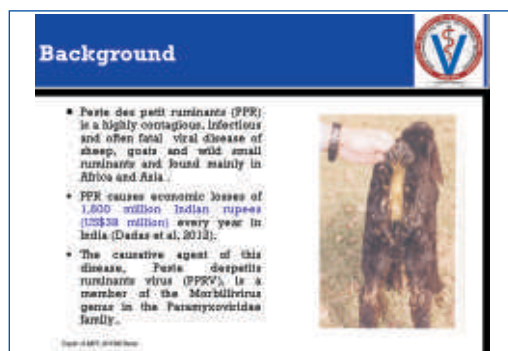 Background
• Peste des petit ruminants (PPR)
is a highly contagious, infectious
and often fatal viral disease of
sheep, goats and wild small
ruminants and found mainly in
Africa and Asia .
• PPR causes economic losses of
1,800 million Indian rupees
(US$39 million) every year in
India (Dadas et al, 2012).
• The causative agent of this
disease, Peste despetits
ruminants virus (PPRV), is a
member of the Morbillivirus
genus in the Paramyxoviridae
family.